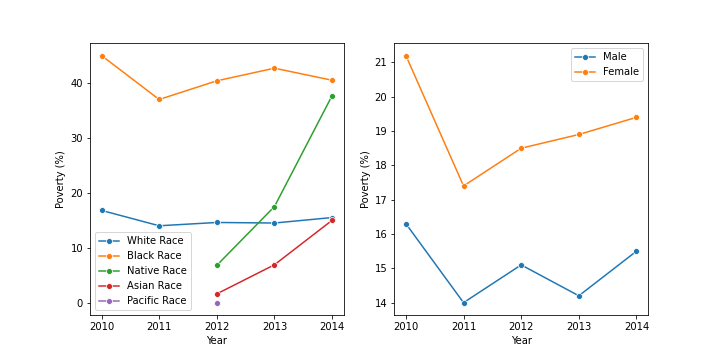 Poverty (%)
40
30
20
10
0
White Race
Black Race
Native Race
Asian Race
Pacific Race
2010 2011 2012 2013 2014
Year
Poverty (%)
21
20
19
18
17
16
15
14
Male
Female
2010 2011 2012 2013 2014
Year